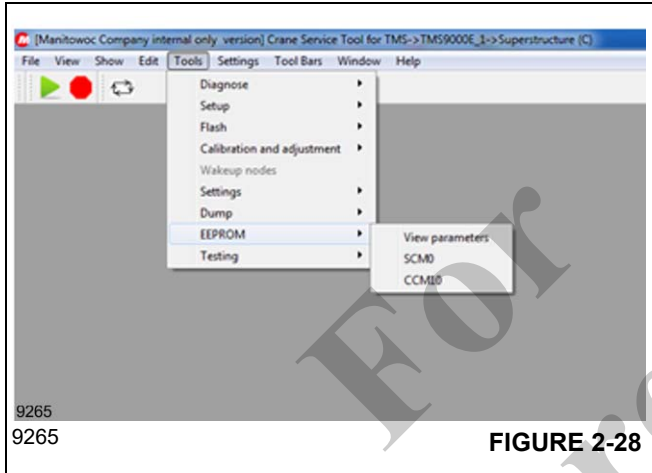 [Manitowoc Company internal only version] Crane Service Tool for TMS->TMS9000E_1->Superstructure (C)
File View Show Edit Tools Settings Tool Bars Window Help
Diagnose
Setup
Flash
Calibration and adjustment
Wakeup nodes
Settings
Dump
EEPROM
View parameters
Testing
SCM0
CCM10
For
9265
9265
FIGURE 2-28